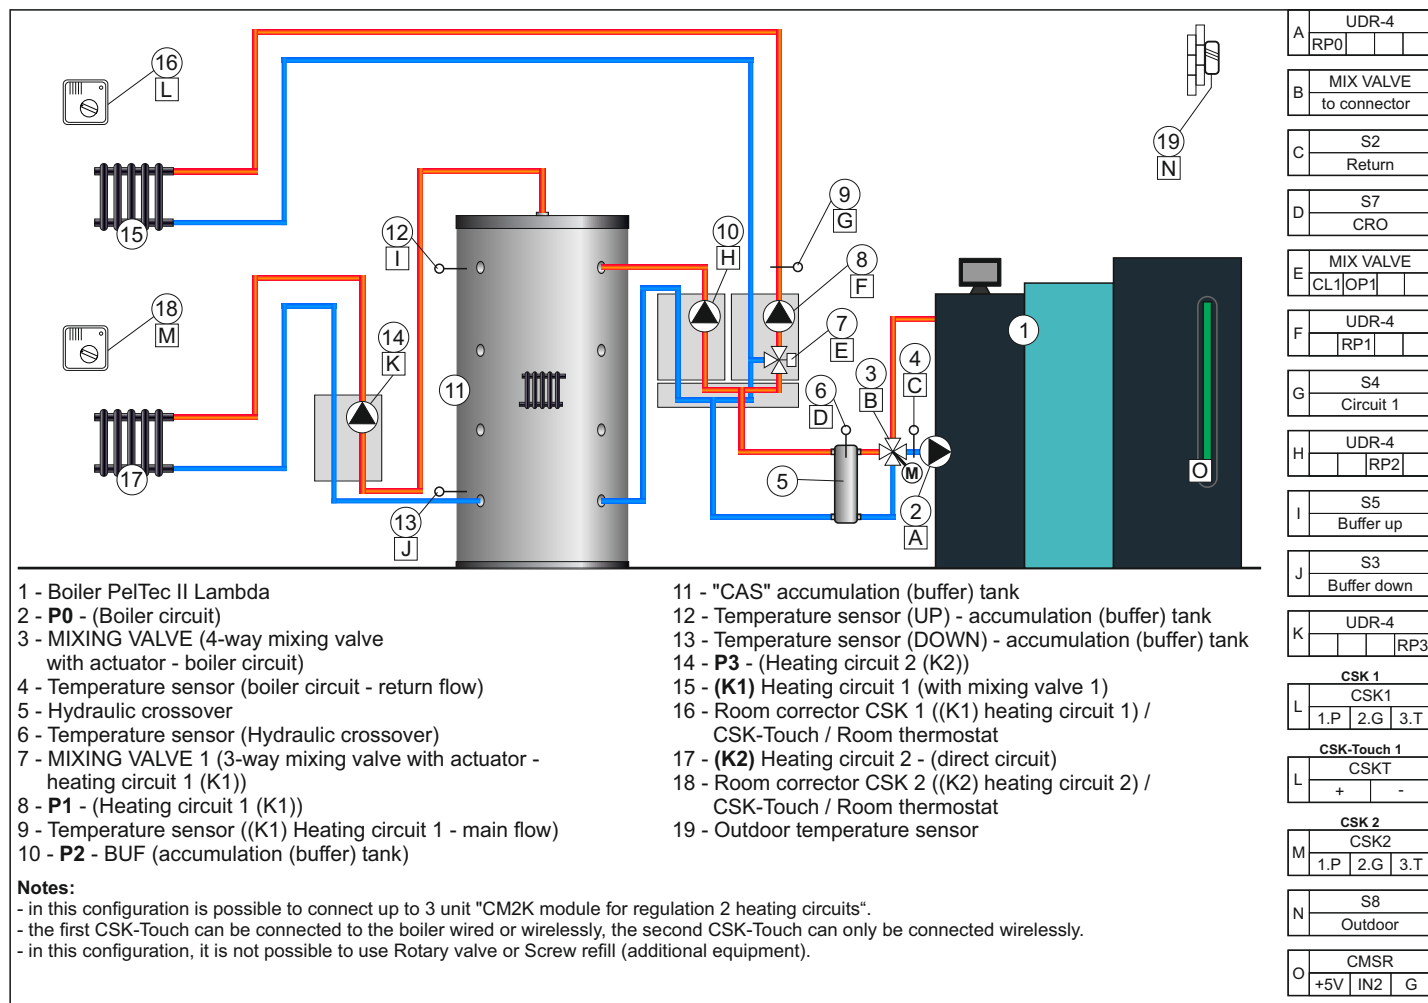 16
L
15
18
M
17
14
K
12
I
11
13
J
10
H
9
G
8
F
7
E
6
D
5
3
B
4
C
M
2
A
1
O
19
N
1 - Boiler PelTec II Lambda
2 - P0 - (Boiler circuit)
3 - MIXING VALVE (4-way mixing valve
with actuator - boiler circuit)
4 - Temperature sensor (boiler circuit - return flow)
5 - Hydraulic crossover
6 - Temperature sensor (Hydraulic crossover)
7 - MIXING VALVE 1 (3-way mixing valve with actuator -
heating circuit 1 (K1))
8 - P1 - (Heating circuit 1 (K1))
9 - Temperature sensor ((K1) Heating circuit 1 - main flow)
10 - P2 - BUF (accumulation (buffer) tank)
11 - "CAS" accumulation (buffer) tank
12 - Temperature sensor (UP) - accumulation (buffer) tank
13 - Temperature sensor (DOWN) - accumulation (buffer) tank
14 - P3 - (Heating circuit 2 (K2))
15 - (K1) Heating circuit 1 (with mixing valve 1)
16 - Room corrector CSK 1 ((K1) heating circuit 1) /
CSK-Touch / Room thermostat
17 - (K2) Heating circuit 2 - (direct circuit)
18 - Room corrector CSK 2 ((K2) heating circuit 2) /
CSK-Touch / Room thermostat
19 - Outdoor temperature sensor
Notes:
- in this configuration is possible to connect up to 3 unit "CM2K module for regulation 2 heating circuits“.
- the first CSK-Touch can be connected to the boiler wired or wirelessly, the second CSK-Touch can only be connected wirelessly.
- in this configuration, it is not possible to use Rotary valve or Screw refill (additional equipment).
A UDR-4
RP0
B MIX VALVE
to connector
C S2
Return
D S7
CRO
E MIX VALVE
CL1 OP1
F UDR-4
RP1
G S4
Circuit 1
H UDR-4
RP2
I S5
Buffer up
J S3
Buffer down
K UDR-4
RP3
CSK 1
L CSK1
1.P 2.G 3.T
CSK-Touch 1
L CSKT
+ -
CSK 2
M CSK2
1.P 2.G 3.T
N S8
Outdoor
O CMSR
+5V IN2 G